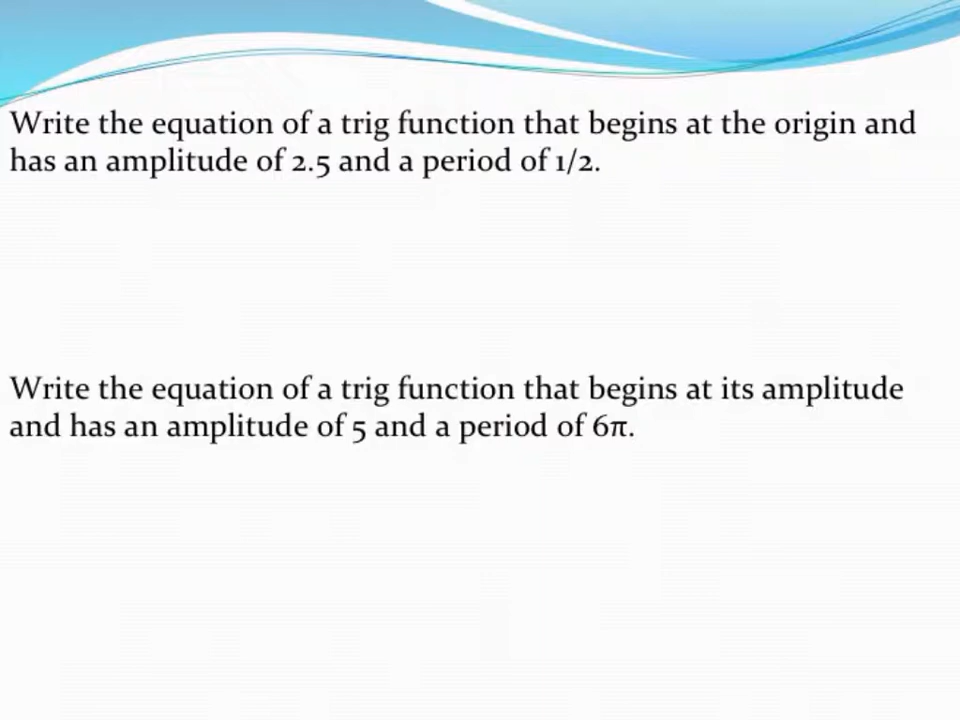 Write the equation of a trig function that begins at the origin and
has an amplitude of 2.5 and a period of 1/2.
Write the equation of a trig function that begins at its amplitude
and has an amplitude of 5 and a period of 6π.